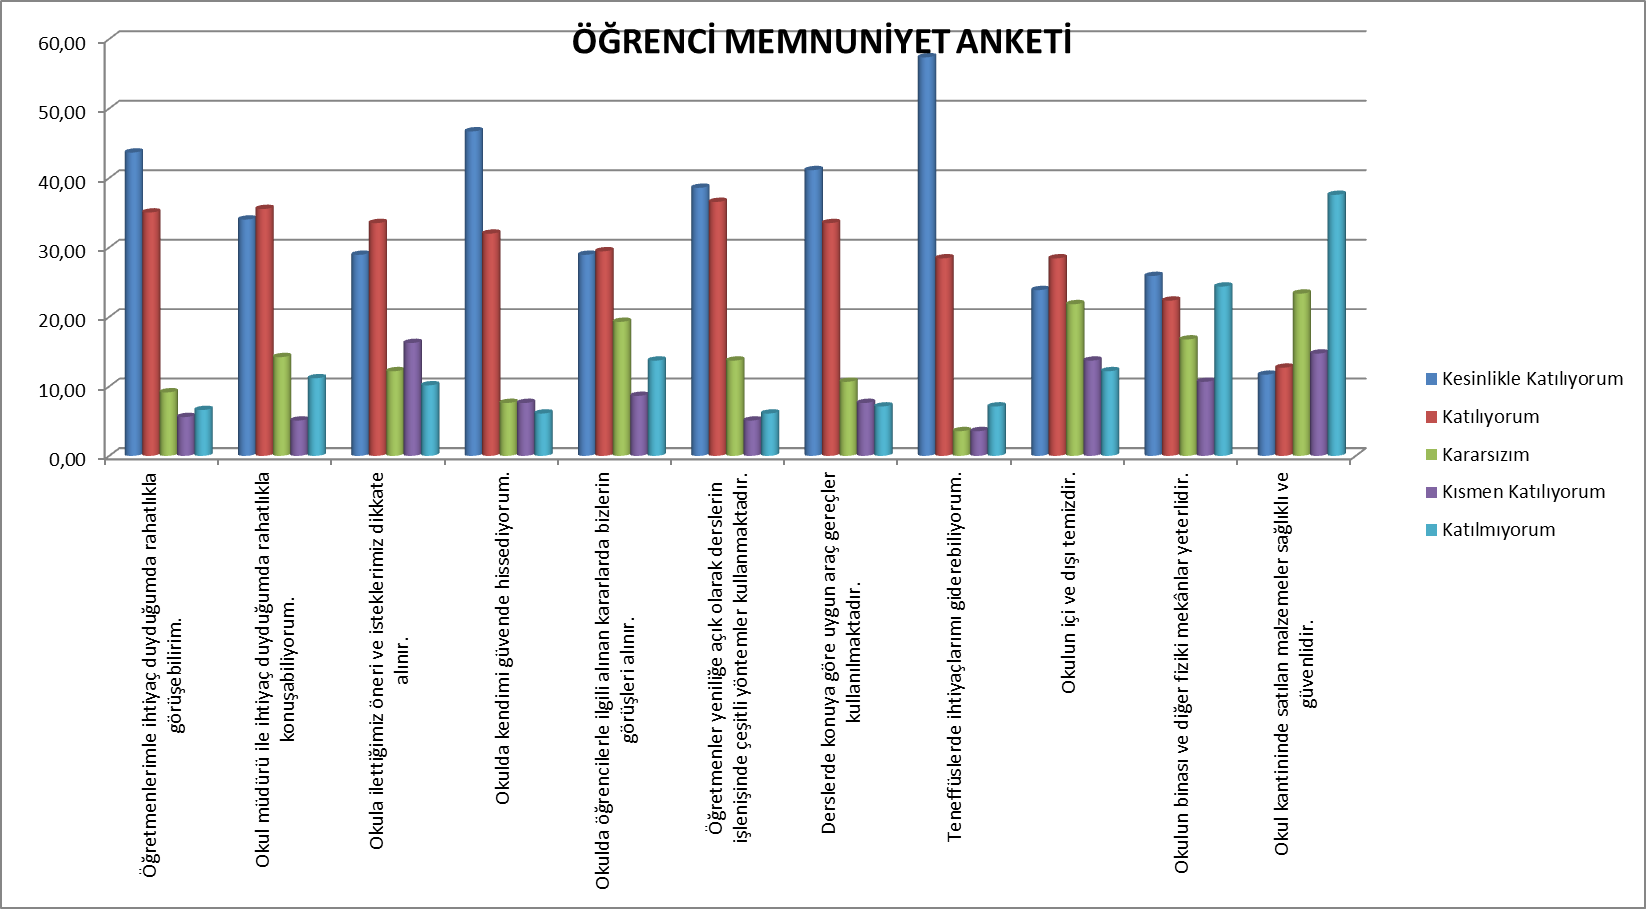 ÖĞRENCİ MEMNUNİYET ANKETİ
60,00
50,00
40,00
30,00
20,00
10,00
0,00
Öğretmenlerimle ihtiyaç duyduğumda rahatlıkla
görüşebilirim.
Okul müdürü ile ihtiyaç duyduğumda rahatlıkla
konuşabiliyorum.
Okula ilettiğimiz öneri ve isteklerimiz dikkate
alınır.
Okulda kendimi güvende hissediyorum.
Okulda öğrencilerle ilgili alınan kararlarda bizlerin
görüşleri alınır.
Öğretmenler yeniliğe açık olarak derslerin
işlenişinde çeşitli yöntemler kullanmaktadır.
Derslerde konuya göre uygun araç gereçler
kullanılmaktadır.
Teneffüslerde ihtiyaçlarımı giderebiliyorum.
Okulun içi ve dışı temizdir.
Okulun binası ve diğer fiziki mekânlar yeterlidir.
Okul kantininde satılan malzemeler sağlıklı ve
güvenlidir.
Kesinlikle Katılıyorum
Katılıyorum
Kararsızım
Kısmen Katılıyorum
Katılmıyorum